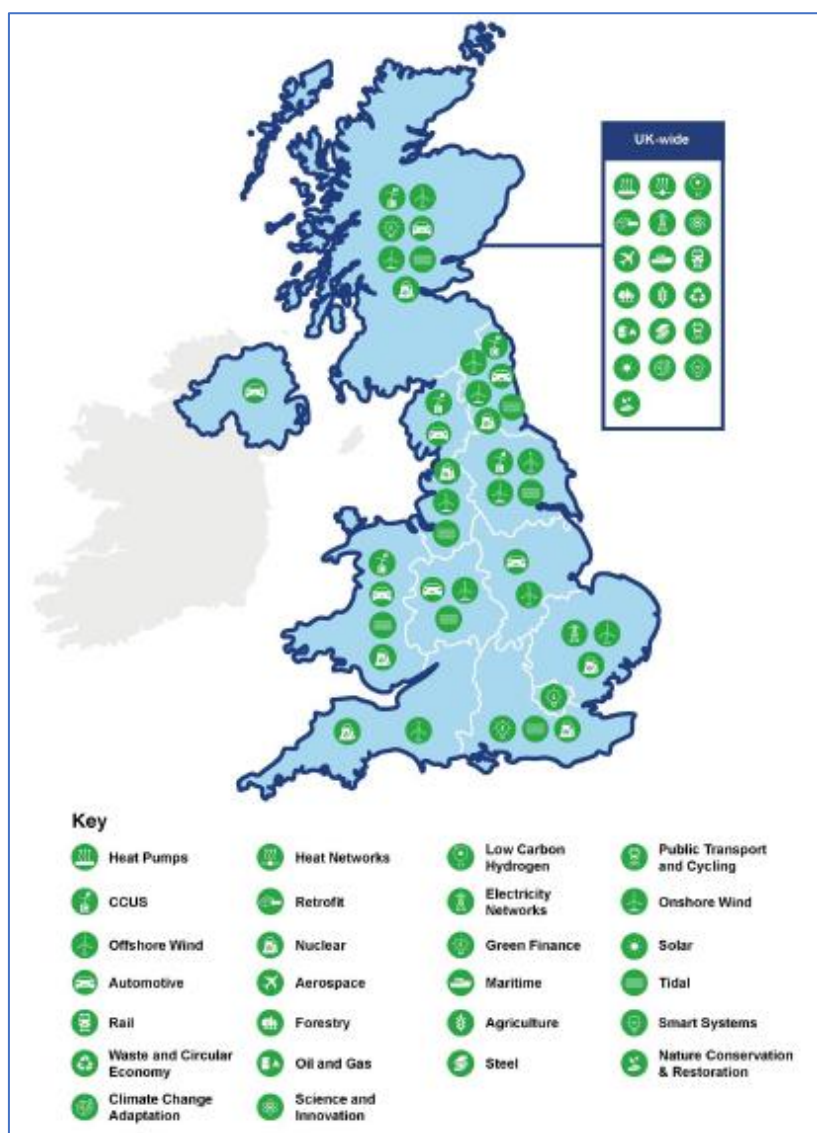 UK-wide
Key
Heat Pumps
Heat Networks
Low Carbon
Hydrogen
Public Transport
and Cycling
CCUS
Retrofit
Electricity
Networks
Onshore Wind
Offshore Wind
Nuclear
Green Finance
Solar
Automotive
Aerospace
Maritime
Tidal
Rail
Forestry
Agriculture
Smart Systems
Waste and Circular
Economy
Oil and Gas
Steel
Nature Conservation
& Restoration
Climate Change
Adaptation
Science and
Innovation